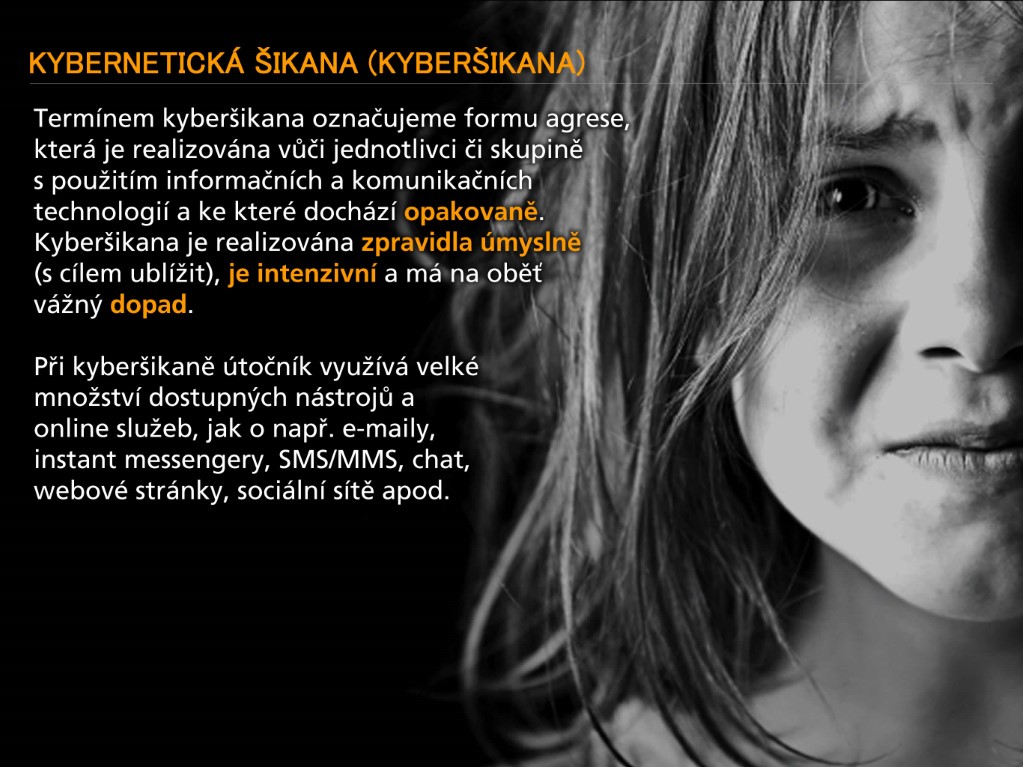 KYBERNETICKÁ ŠIKANA (KYBERŠIKANA)
Termínem kyberšikana označujeme formu agrese,
která je realizována vůči jednotlivci či skupině
s použitím informačních a komunikačních
technologií a ke které dochází opakovaně.
Kyberšikana je realizována zpravidla úmyslně
(s cílem ublížit), je intenzivní a má na oběť
vážný dopad.
Při kyberšikaně útočník využívá velké
množství dostupných nástrojů a
online služeb, jak o např. e-maily,
instant messengery, SMS/MMS, chat,
webové stránky, sociální sítě apod.